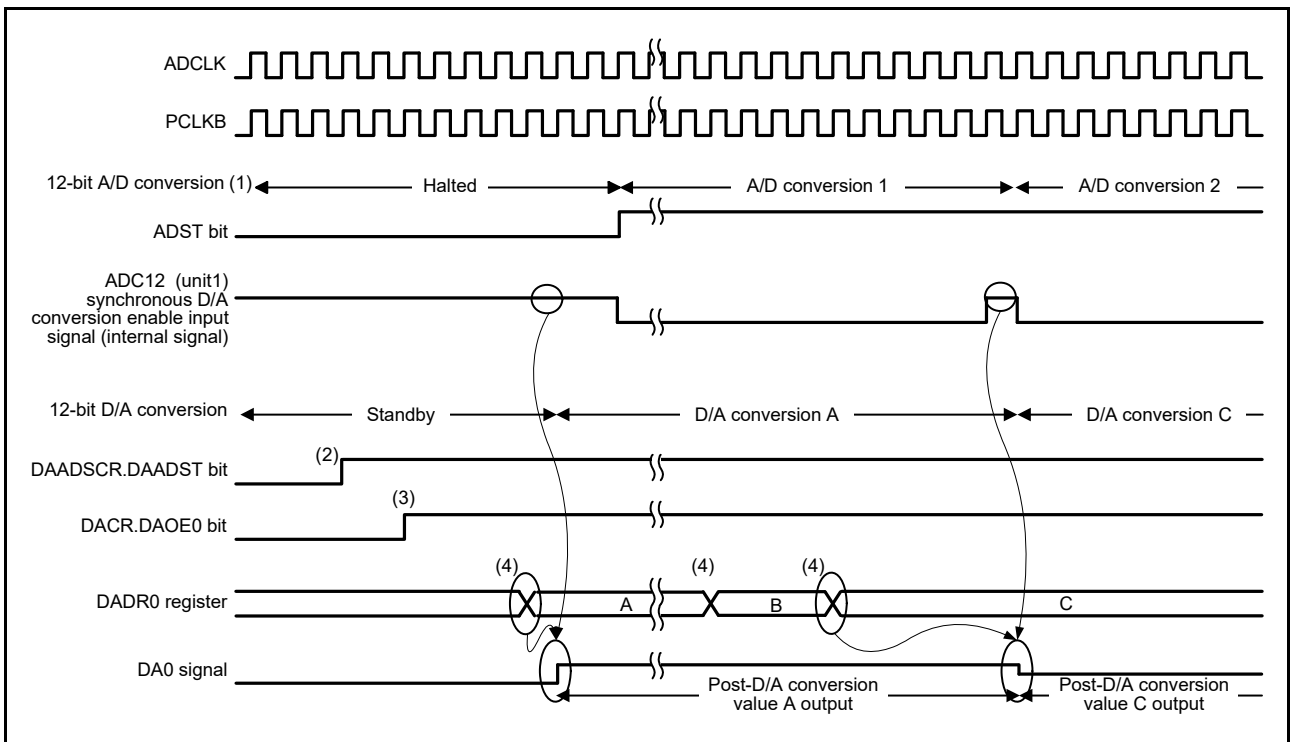 ADCLK
PCLKB
12-bit A/D conversion (1)
Halted
A/D conversion 1
A/D conversion 2
ADST bit
ADC12 (unit1)
synchronous D/A
conversion enable input
signal (internal signal)
12-bit D/A conversion
Standby
D/A conversion A
D/A conversion C
(2)
DAADSCR.DAADST bit
(3)
DACR.DAOE0 bit
(4)
(4)
(4)
DADR0 register
A
B
C
DA0 signal
Post-D/A conversion
value A output
Post-D/A conversion
value C output